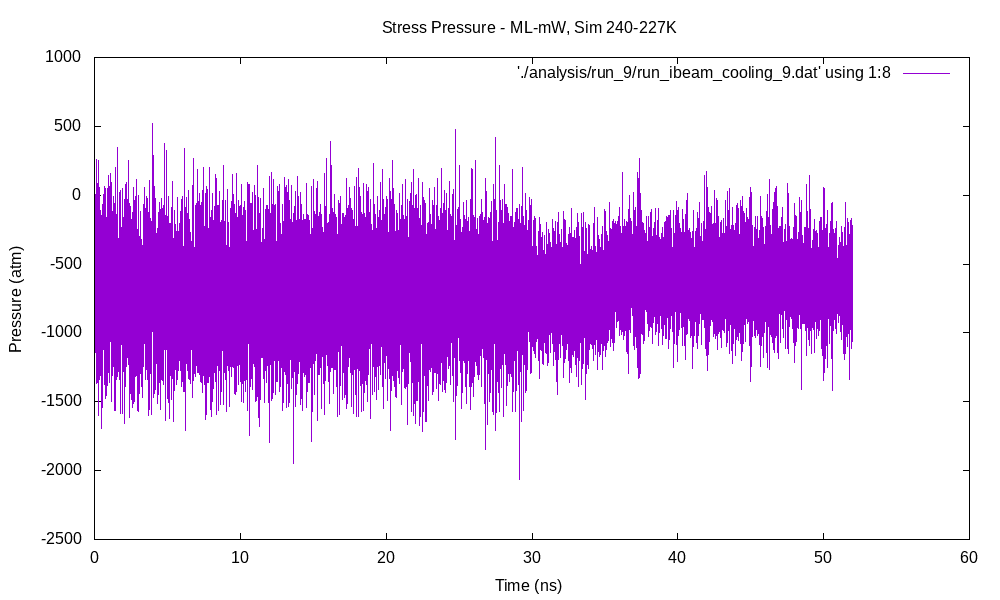 Stress Pressure - ML-mW, Sim 240-227K
'./analysis/run_9/run_ibeam_cooling_9.dat' using 1:8
1000
500
0
-500
-1000
-1500
-2000
-2500
Pressure (atm)
0 10 20 30 40 50 60
Time (ns)